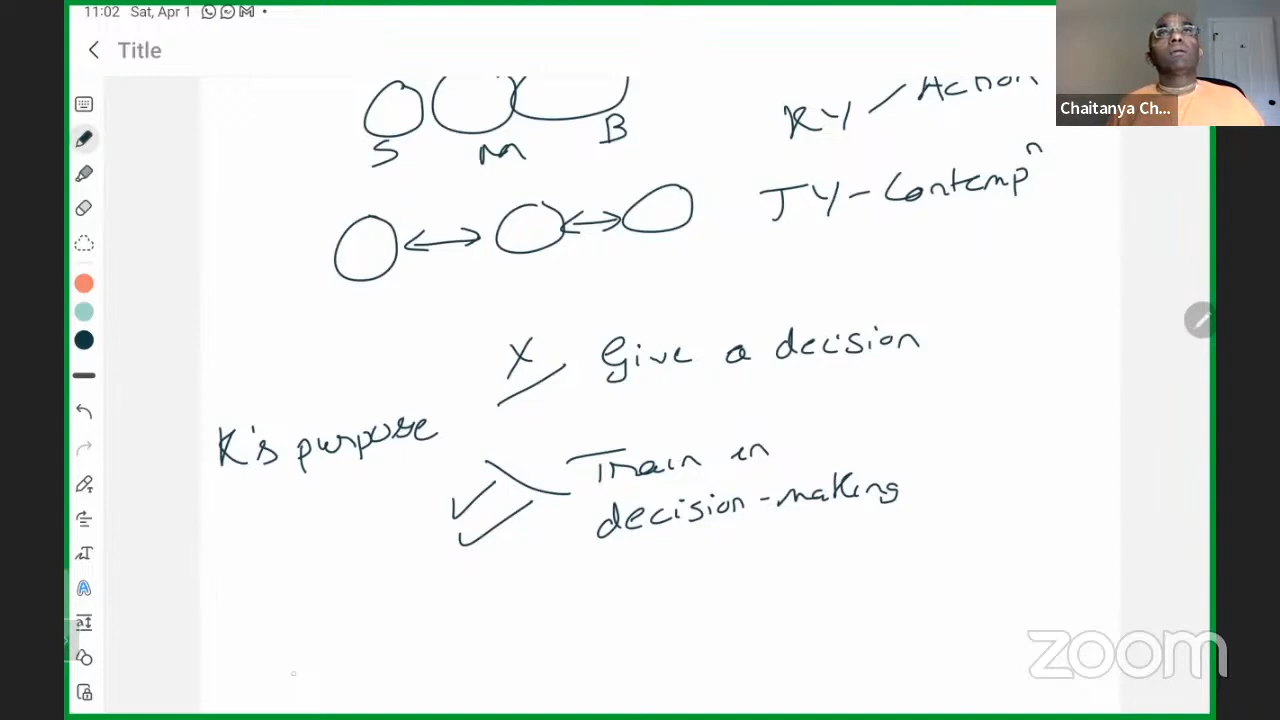 11:02 Sat, Apr 1
Title
Chaitanya Ch...
S
M
B
KY
Action
JY - Contempⁿ
X
Give a decision
K's purpose
Train in
decision-making
zoom